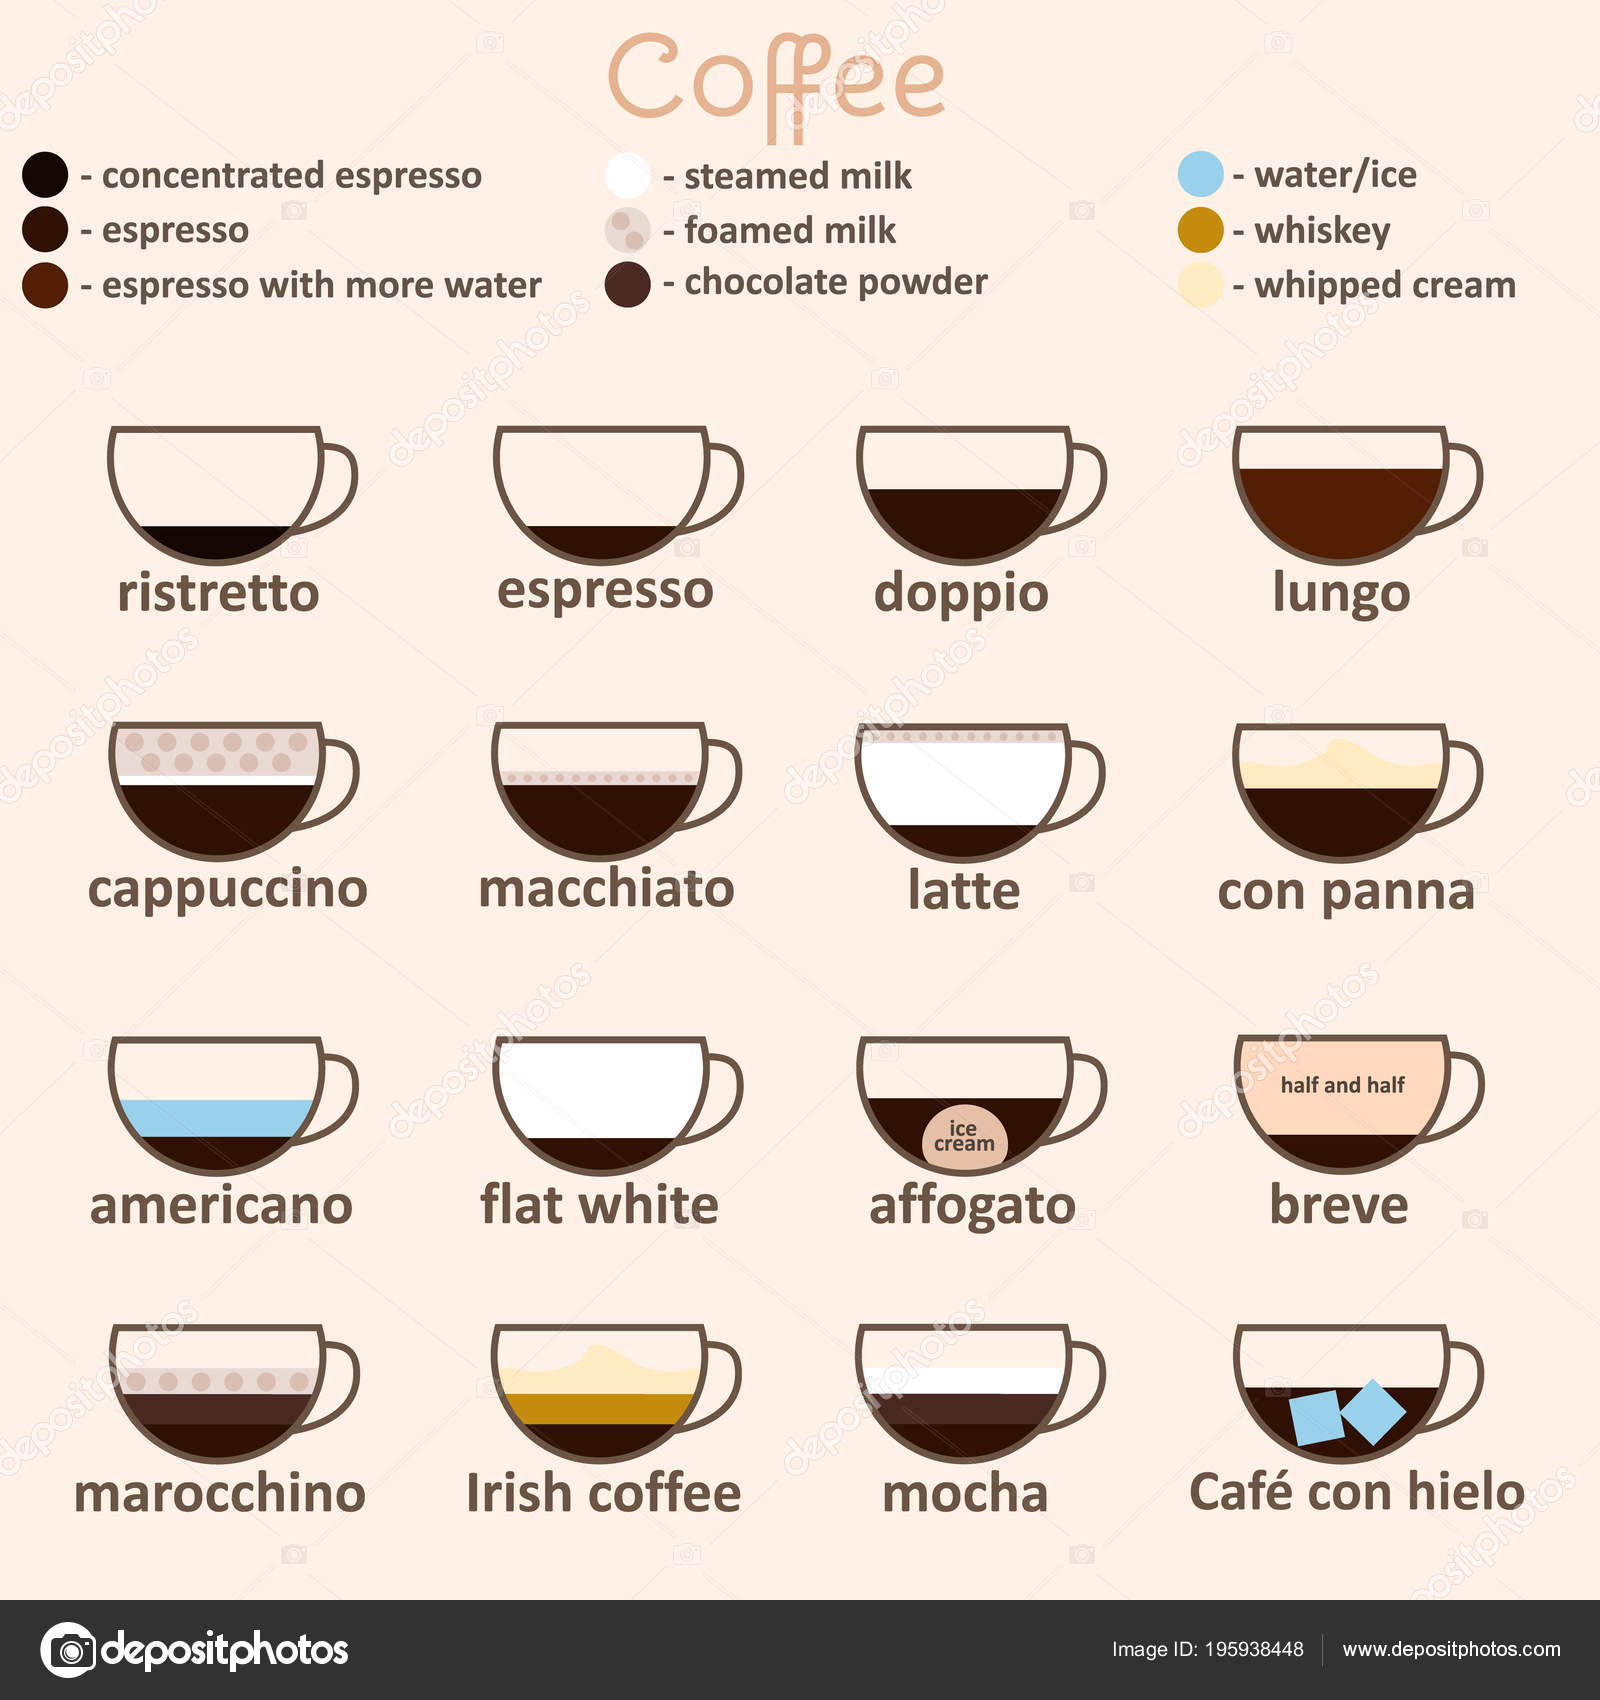 Coffee
- concentrated espresso
- espresso
- espresso with more water
- steamed milk
- foamed milk
- chocolate powder
- water/ice
- whiskey
- whipped cream
ristretto
espresso
doppio
lungo
cappuccino
macchiato
latte
con panna
americano
flat white
ice
cream
affogato
half and half
breve
marocchino
Irish coffee
mocha
Café con hielo
depositphotos
Image ID: 195938448
www.depositphotos.com